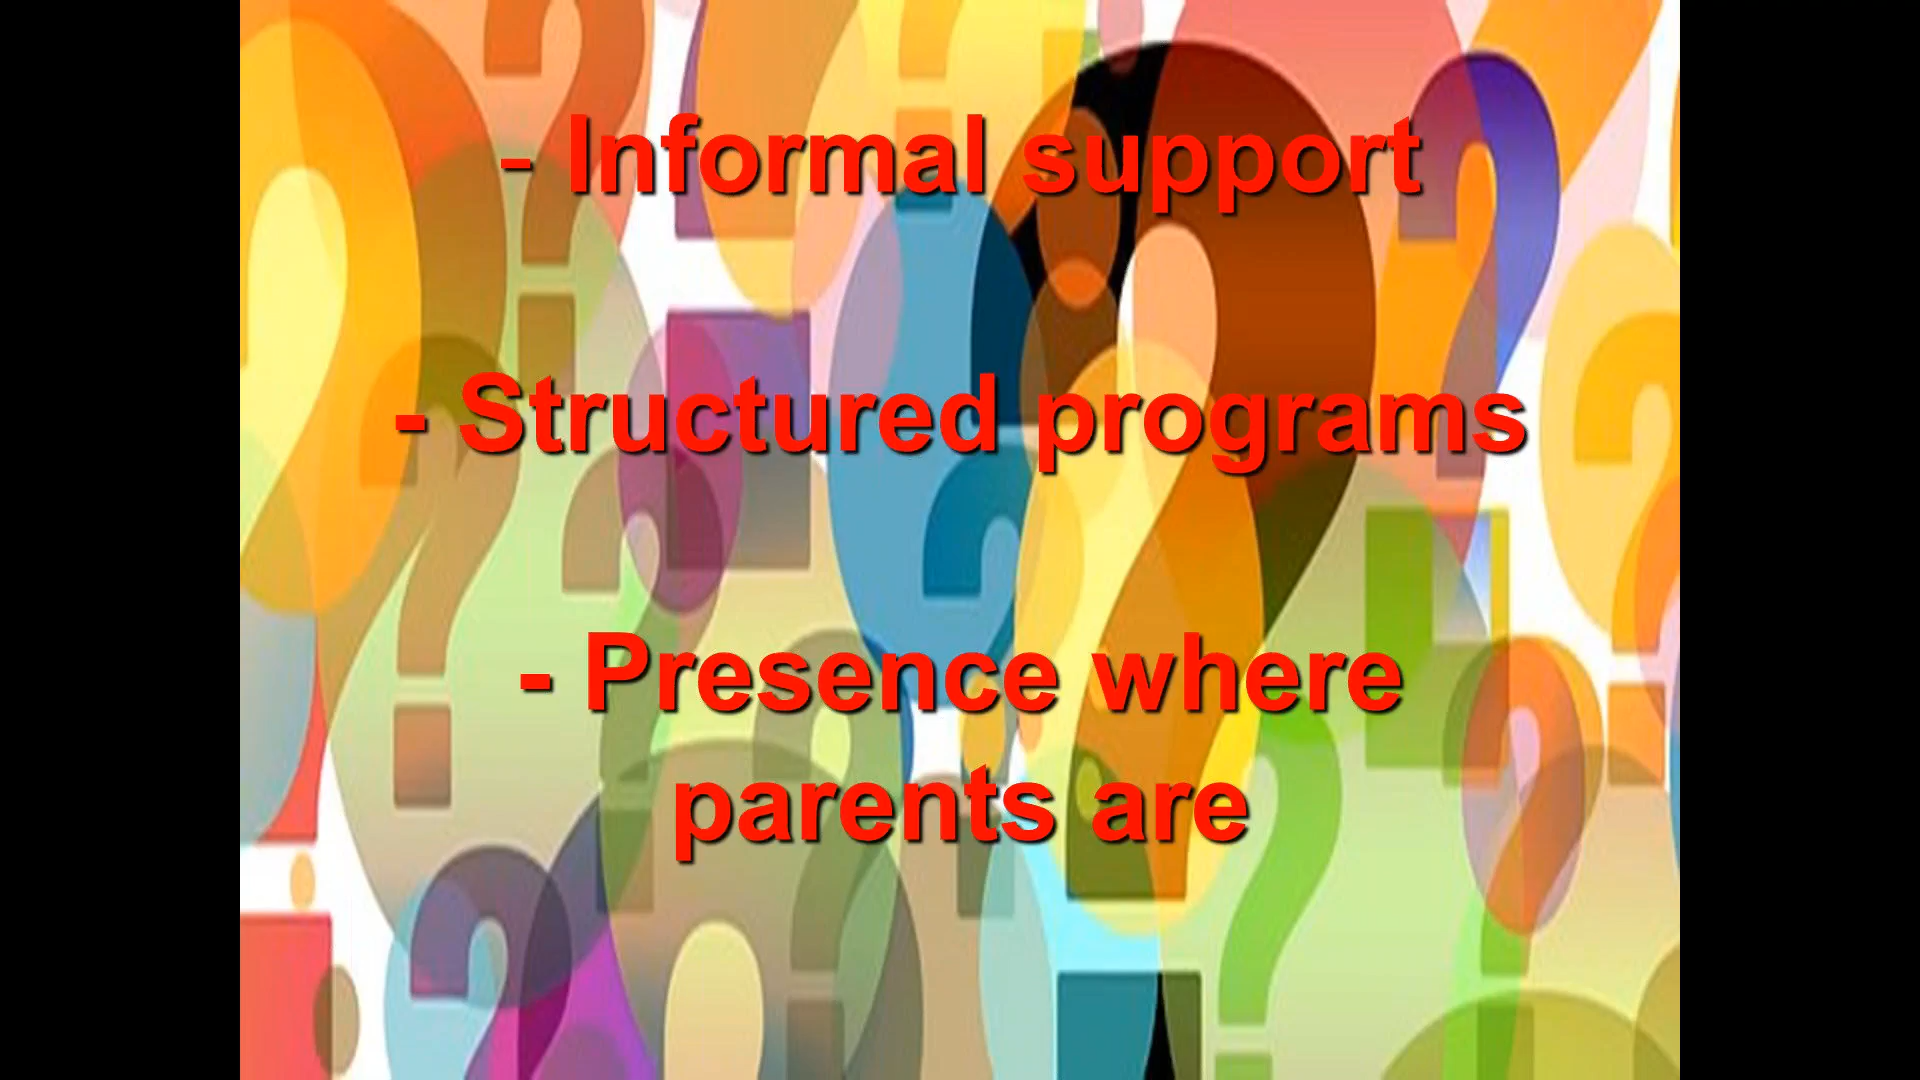 - Informal support
- Structured programs
- Presence where
parents are